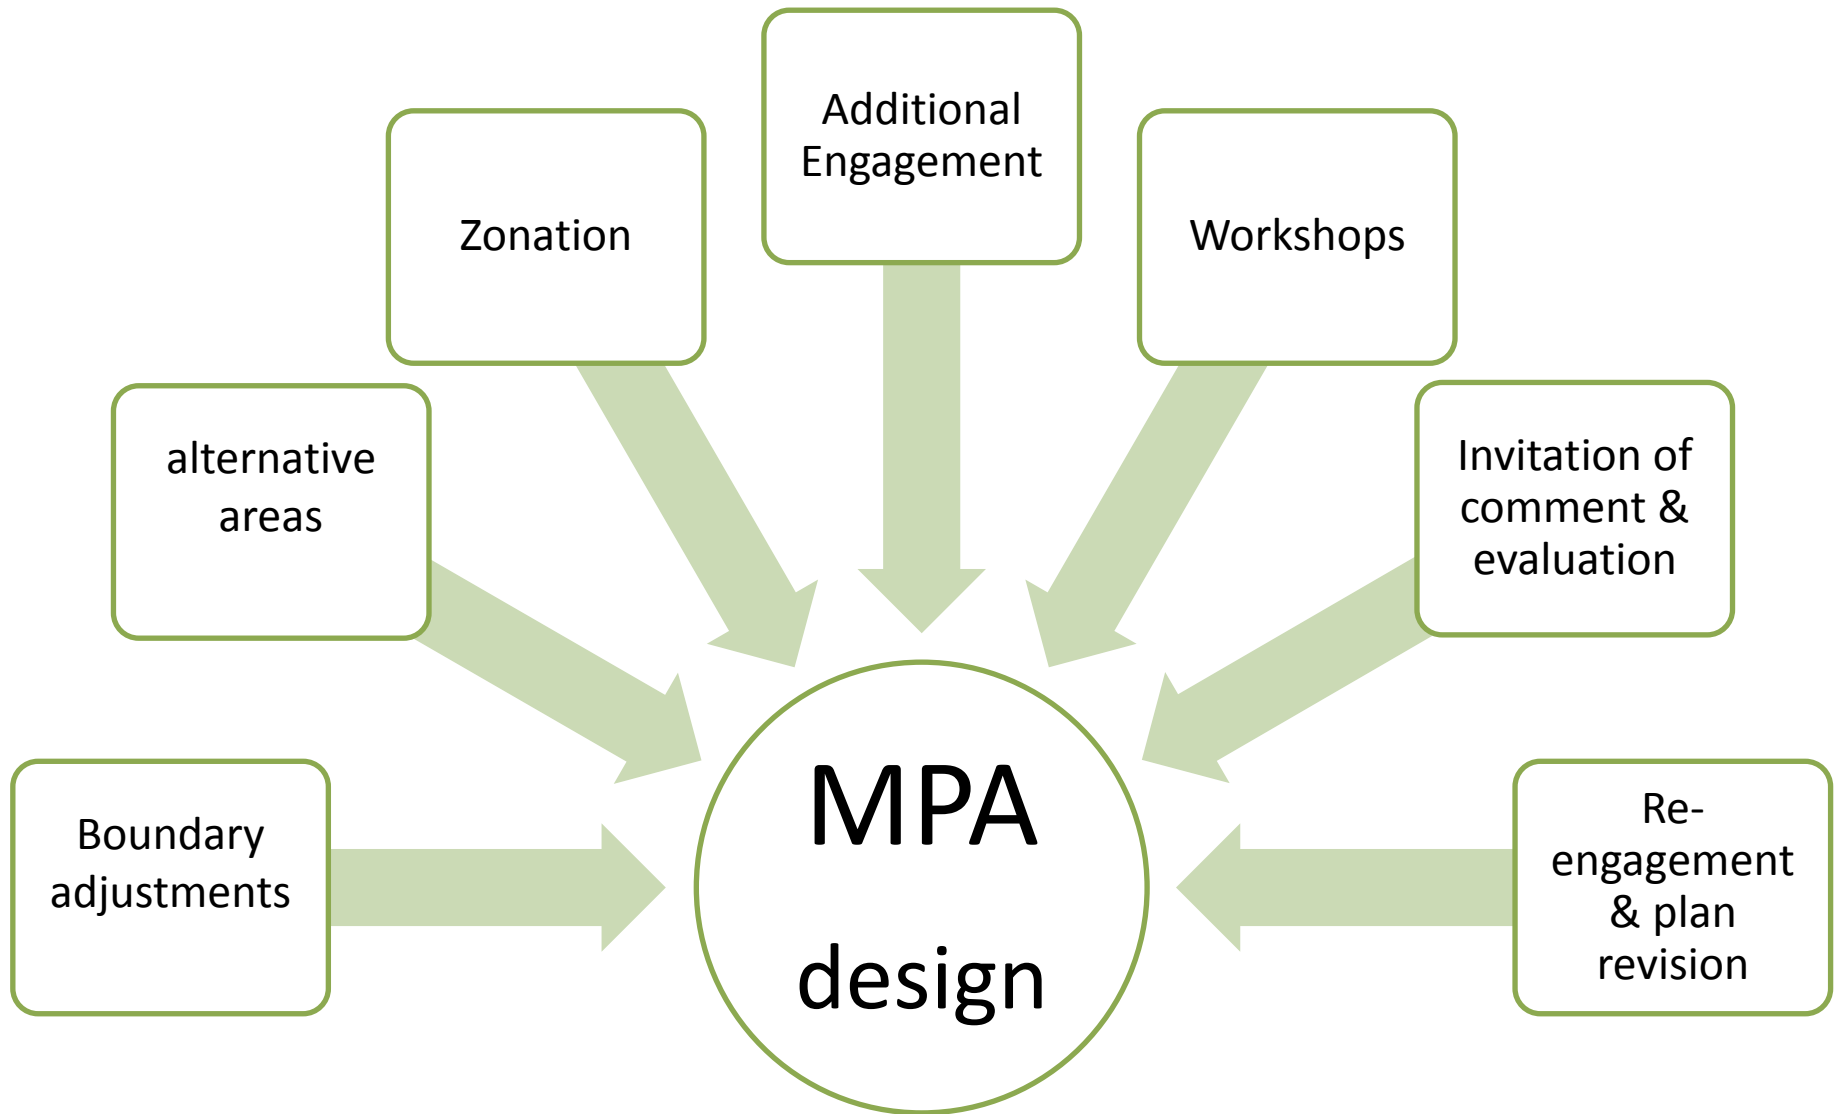 Additional
Engagement
Zonation
Workshops
alternative
areas
Invitation of
comment &
evaluation
Boundary
adjustments
MPA
design
Re-
engagement
& plan
revision